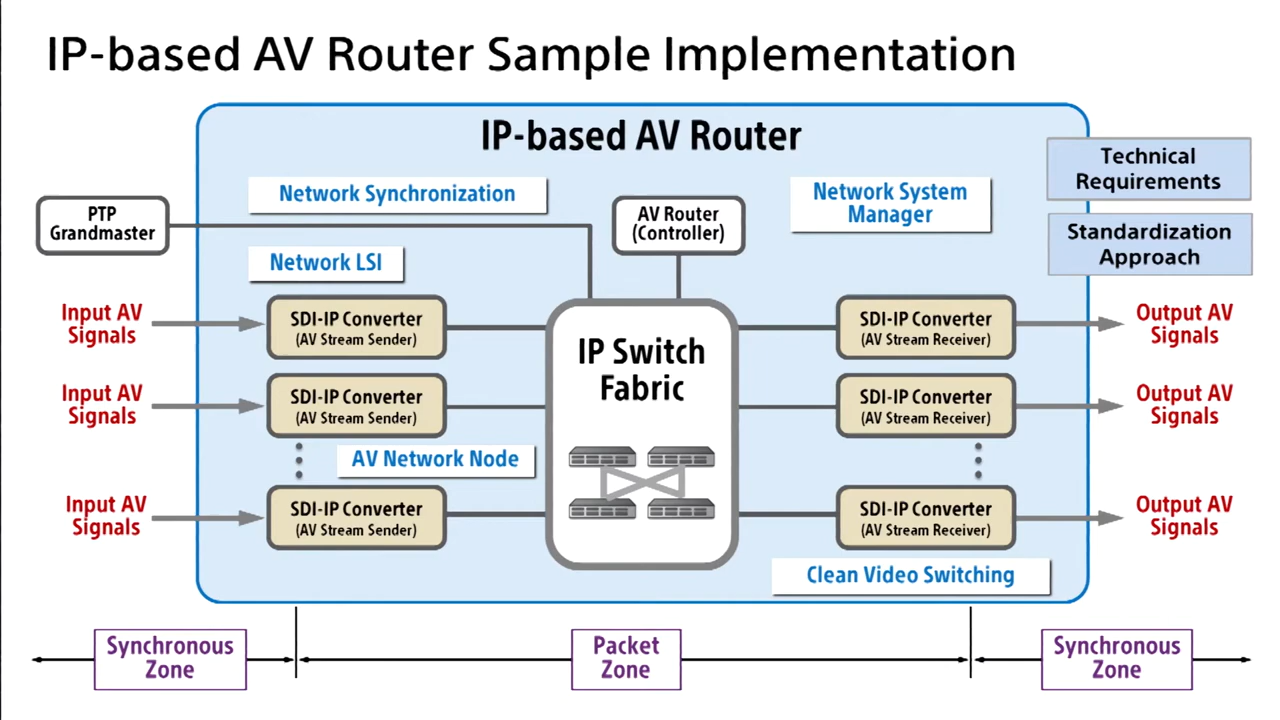 IP-based AV Router Sample Implementation
IP-based AV Router
Technical
Requirements
Network Synchronization
Network System
Manager
PTP
Grandmaster
AV Router
(Controller)
Standardization
Approach
Network LSI
Input AV
Signals
SDI-IP Converter
(AV Stream Sender)
IP Switch
Fabric
SDI-IP Converter
(AV Stream Receiver)
Output AV
Signals
Input AV
Signals
SDI-IP Converter
(AV Stream Sender)
SDI-IP Converter
(AV Stream Receiver)
Output AV
Signals
AV Network Node
Input AV
Signals
SDI-IP Converter
(AV Stream Sender)
SDI-IP Converter
(AV Stream Receiver)
Output AV
Signals
Clean Video Switching
Synchronous
Zone
Packet
Zone
Synchronous
Zone